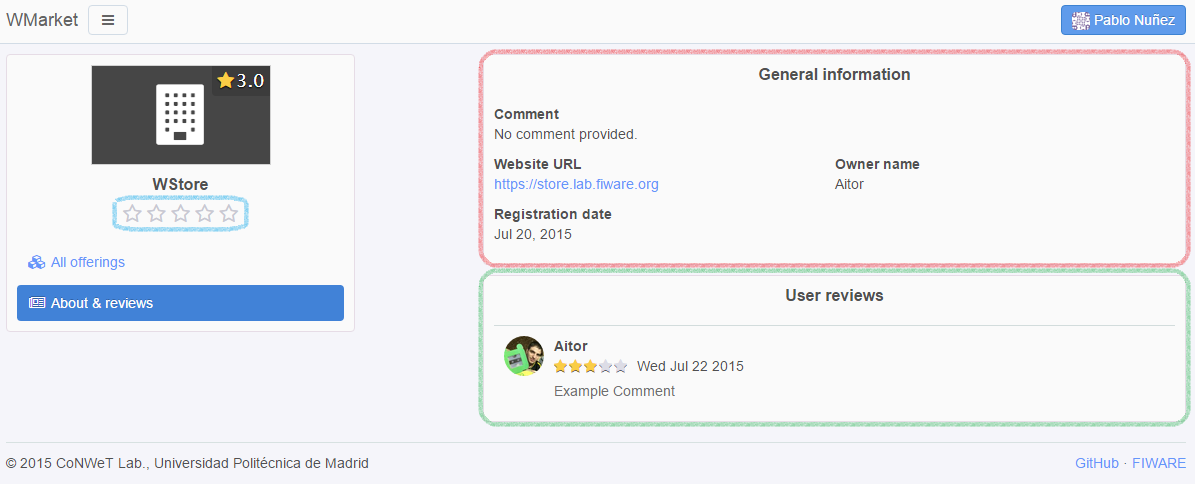 WMarket
Pablo Nuñez
3.0
WStore
All offerings
About & reviews
General information
Comment
No comment provided.
Website URL
Owner name
https://store.lab.fiware.org
Aitor
Registration date
Jul 20, 2015
User reviews
Aitor
Wed Jul 22 2015
Example Comment
© 2015 CoNWeT Lab., Universidad Politécnica de Madrid
GitHub · FIWARE